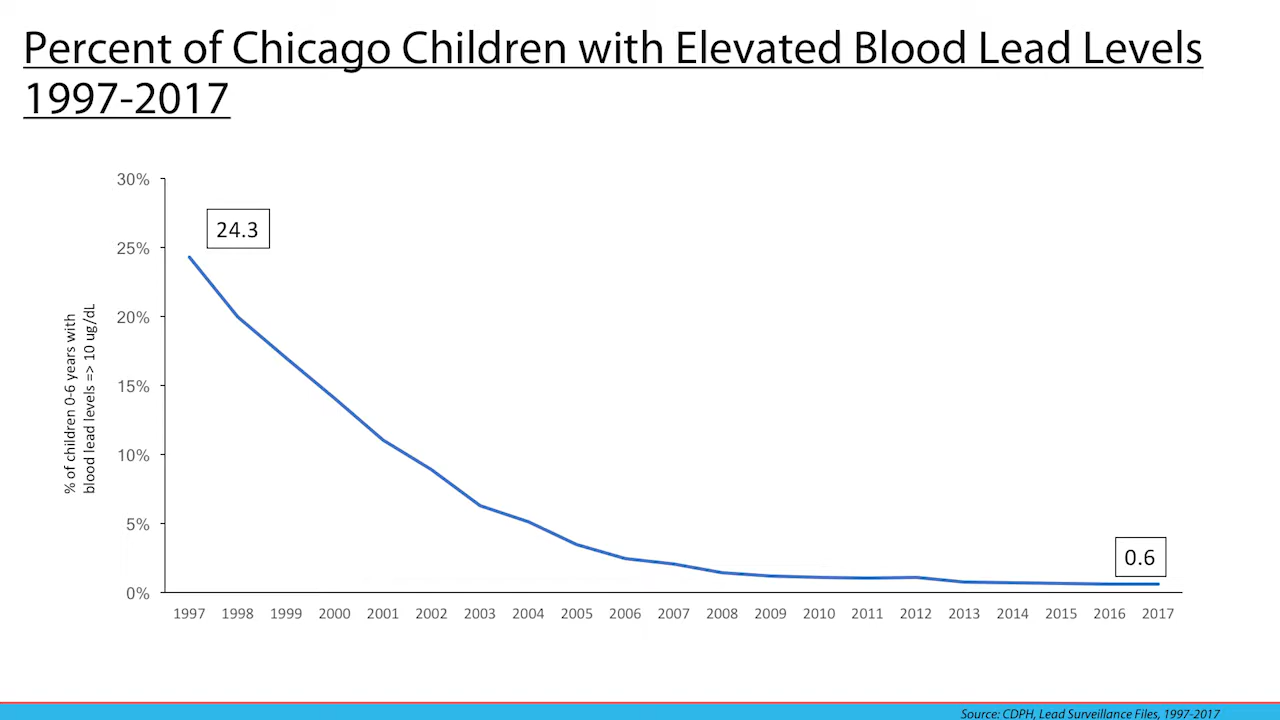 Percent of Chicago Children with Elevated Blood Lead Levels
1997-2017
30%
24.3
25%
20%
15%
10%
5%
0%
% of children 0-6 years with
blood lead levels => 10 ug/dL
0.6
1997 1998 1999 2000 2001 2002 2003 2004 2005 2006 2007 2008 2009 2010 2011 2012 2013 2014 2015 2016 2017
Source: CDPH, Lead Surveillance Files, 1997-2017